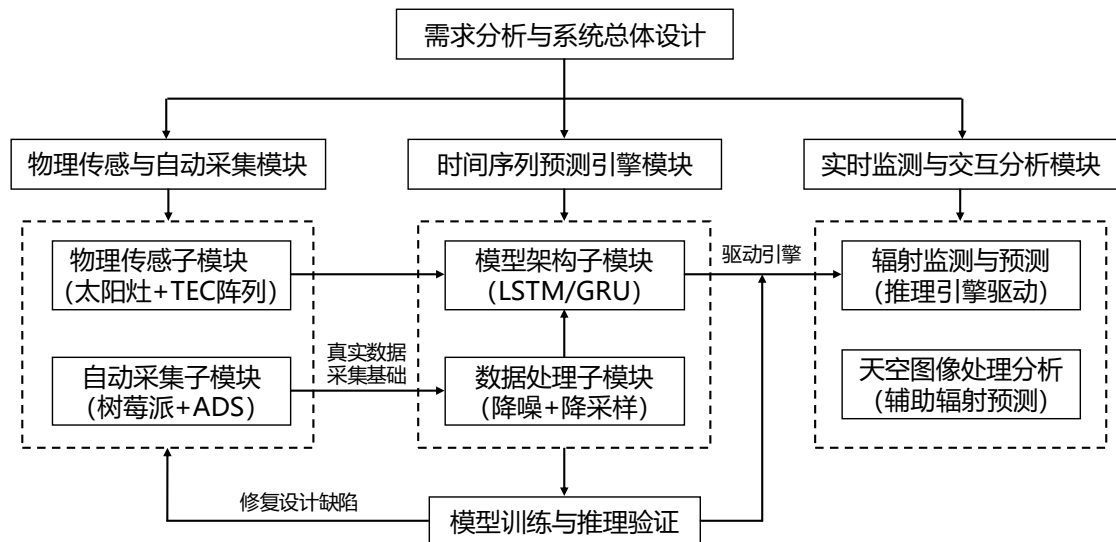 需求分析与系统总体设计
物理传感与自动采集模块
时间序列预测引擎模块
实时监测与交互分析模块
物理传感子模块
（太阳灶+TEC阵列）
模型架构子模块
（LSTM/GRU）
驱动引擎
辐射监测与预测
（推理引擎驱动）
自动采集子模块
（树莓派+ADS）
真实数据
采集基础
数据处理子模块
（降噪+降采样）
天空图像处理分析
（辅助辐射预测）
修复设计缺陷
模型训练与推理验证